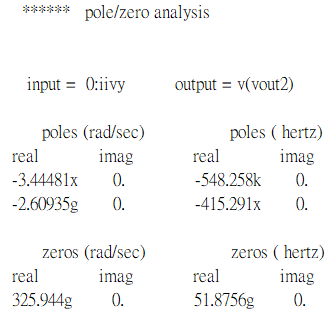 ****** pole/zero analysis
input = 0:iivy output = v(vout2)
poles (rad/sec) poles ( hertz)
real imag real imag
-3.44481x 0. -548.258k 0.
-2.60935g 0. -415.291x 0.
zeros (rad/sec) zeros ( hertz)
real imag real imag
325.944g 0. 51.8756g 0.